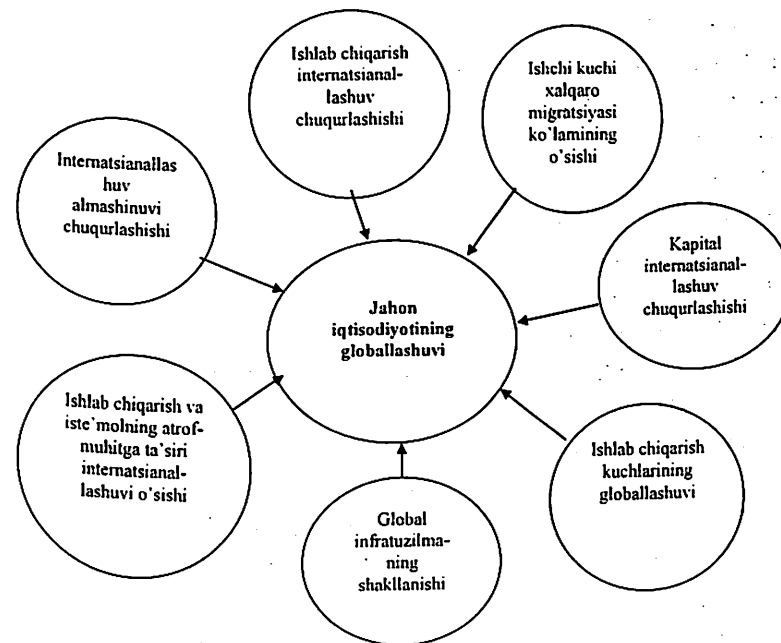 Ishlab chiqarish
internatsianal-
lashuv
chuqurlashishi
Ishchi kuchi
xalqaro
migratsiyasi
ko`lamining
o`sishi
Internatsianallas
huv
almashinuvi
chuqurlashishi
Kapital
internatsianal-
lashuv
chuqurlashishi
Jahon
iqtisodiyotining
globallashuvi
Ishlab chiqarish va
iste`molning atrof-
muhitga ta`siri
internatsianal-
lashuvi o`sishi
Ishlab chiqarish
kuchlarining
globallashuvi
Global
infratuzilma-
ning
shakllanishi